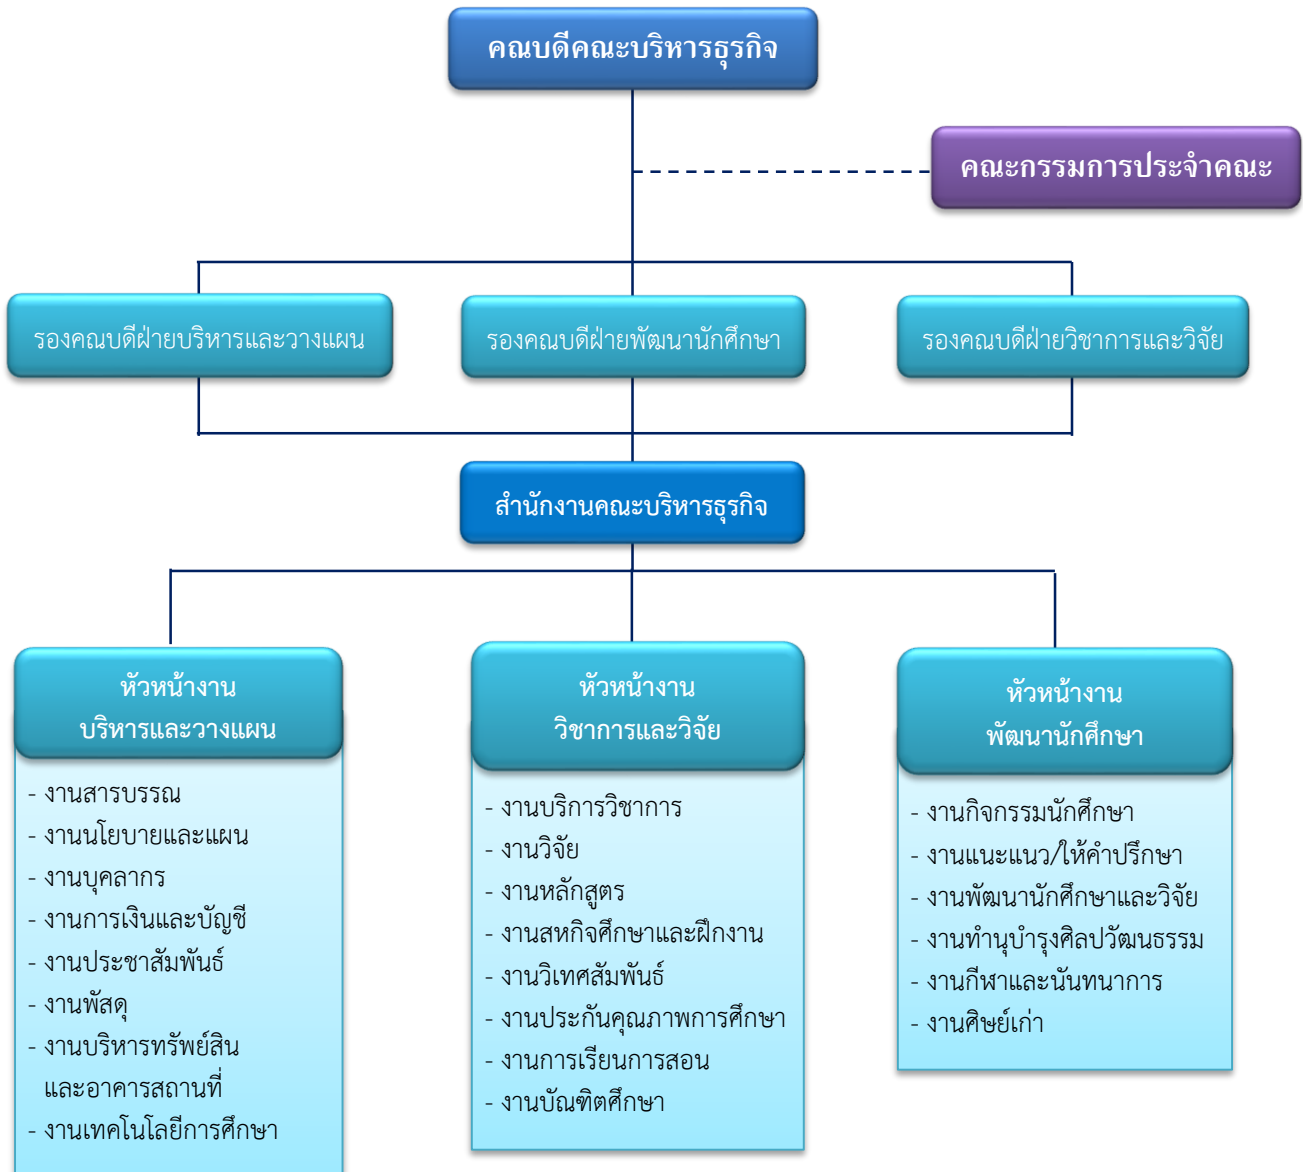 คณบดีคณะบริหารธุรกิจ
คณะกรรมการประจำคณะ
รองคณบดีฝ่ายบริหารและวางแผน
รองคณบดีฝ่ายพัฒนานักศึกษา
รองคณบดีฝ่ายวิชาการและวิจัย
สำนักงานคณะบริหารธุรกิจ
หัวหน้างาน
บริหารและวางแผน
- งานสารบรรณ
- งานนโยบายและแผน
- งานบุคลากร
- งานการเงินและบัญชี
- งานประชาสัมพันธ์
- งานพัสดุ
- งานบริหารทรัพย์สิน
และอาคารสถานที่
- งานเทคโนโลยีการศึกษา
หัวหน้างาน
วิชาการและวิจัย
- งานบริการวิชาการ
- งานวิจัย
- งานหลักสูตร
- งานสหกิจศึกษาและฝึกงาน
- งานวิเทศสัมพันธ์
- งานประกันคุณภาพการศึกษา
- งานการเรียนการสอน
- งานบัณฑิตศึกษา
หัวหน้างาน
พัฒนานักศึกษา
- งานกิจกรรมนักศึกษา
- งานแนะแนว/ให้คำปรึกษา
- งานพัฒนานักศึกษาและวิจัย
- งานทำนุบำรุงศิลปวัฒนธรรม
- งานกีฬาและนันทนาการ
- งานศิษย์เก่า